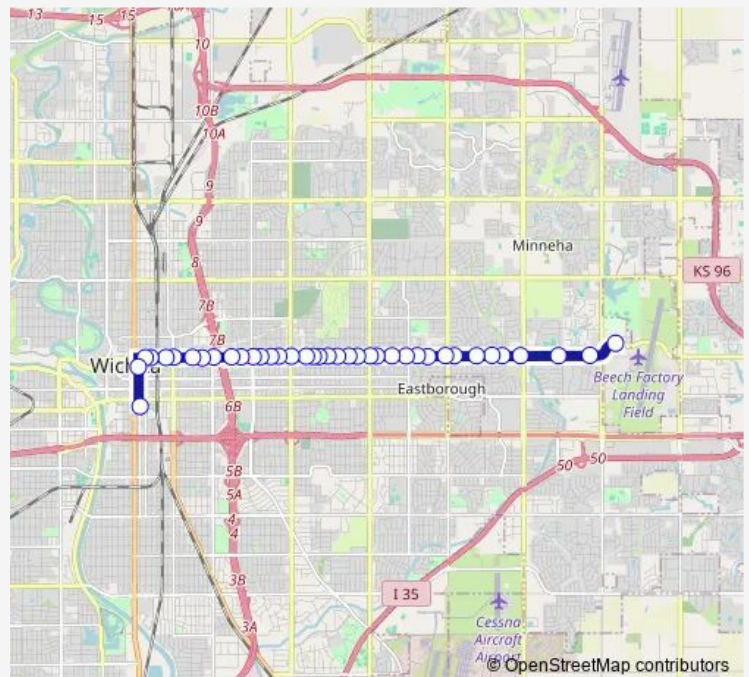 13
15
15
10
10B
10A
9
9
8
7B
7B
Minneha
KS 96
Wic
a
Beech Factory
Landing
Field
Eastborough
6B
5B
5A
4
4
3B
3A
50
50
I 35
Cessna
Aircraft
Airport
© OpenStreetMap contributors